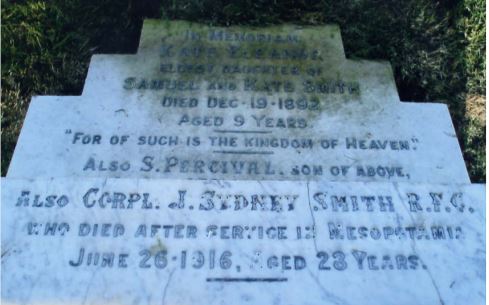 In Memoriam
Kate Eleanor,
eldest daughter of
Samuel and Kate Smith
Died Dec. 19. 1892.
Aged 9 years.
"For of such is the kingdom of Heaven."
Also S. Percival, son of above,
Also Corpl. J. Sydney Smith R.F.C.
who died after service in Mesopotamia
June 26. 1916, Aged 23 Years.